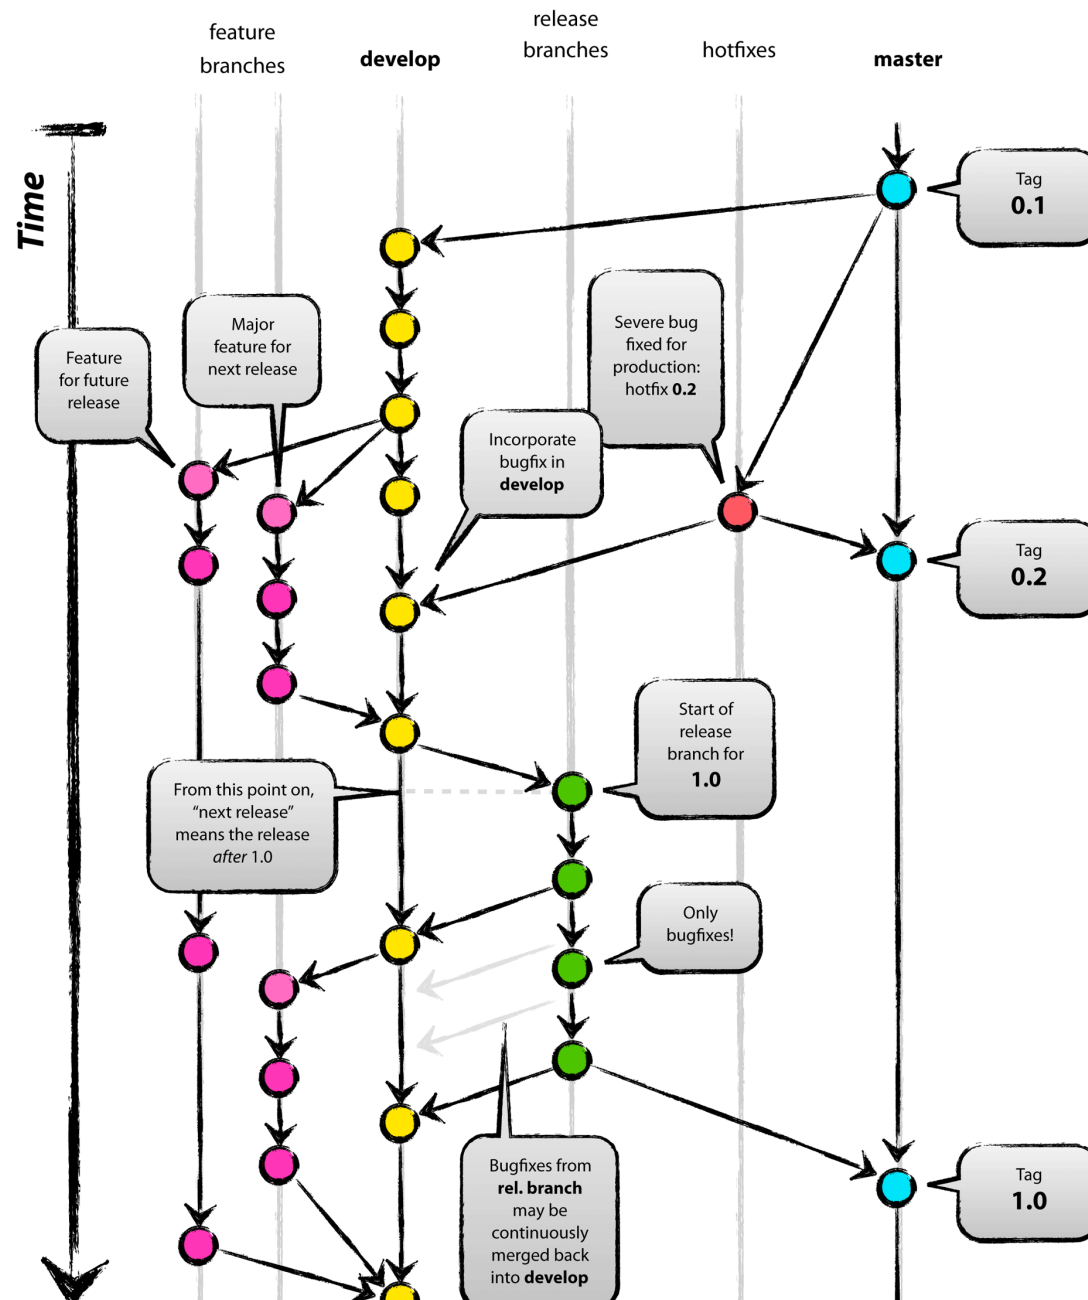 feature
branches
develop
release
branches
hotfixes
master
Time
Tag
0.1
Major
feature for
next release
Severe bug
fixed for
production:
hotfix 0.2
Feature
for future
release
Incorporate
bugfix in
develop
Tag
0.2
Start of
release
branch for
1.0
From this point on,
“next release”
means the release
after 1.0
Only
bugfixes!
Bugfixes from
rel. branch
may be
continuously
merged back
into develop
Tag
1.0